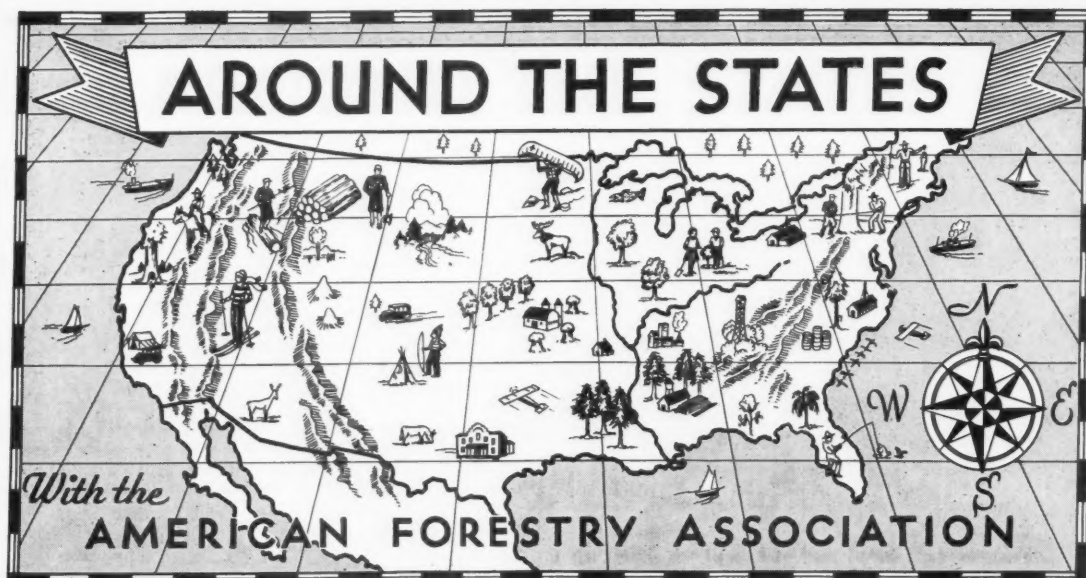 AROUND THE STATES
N
W
E
S
With the
AMERICAN FORESTRY ASSOCIATION